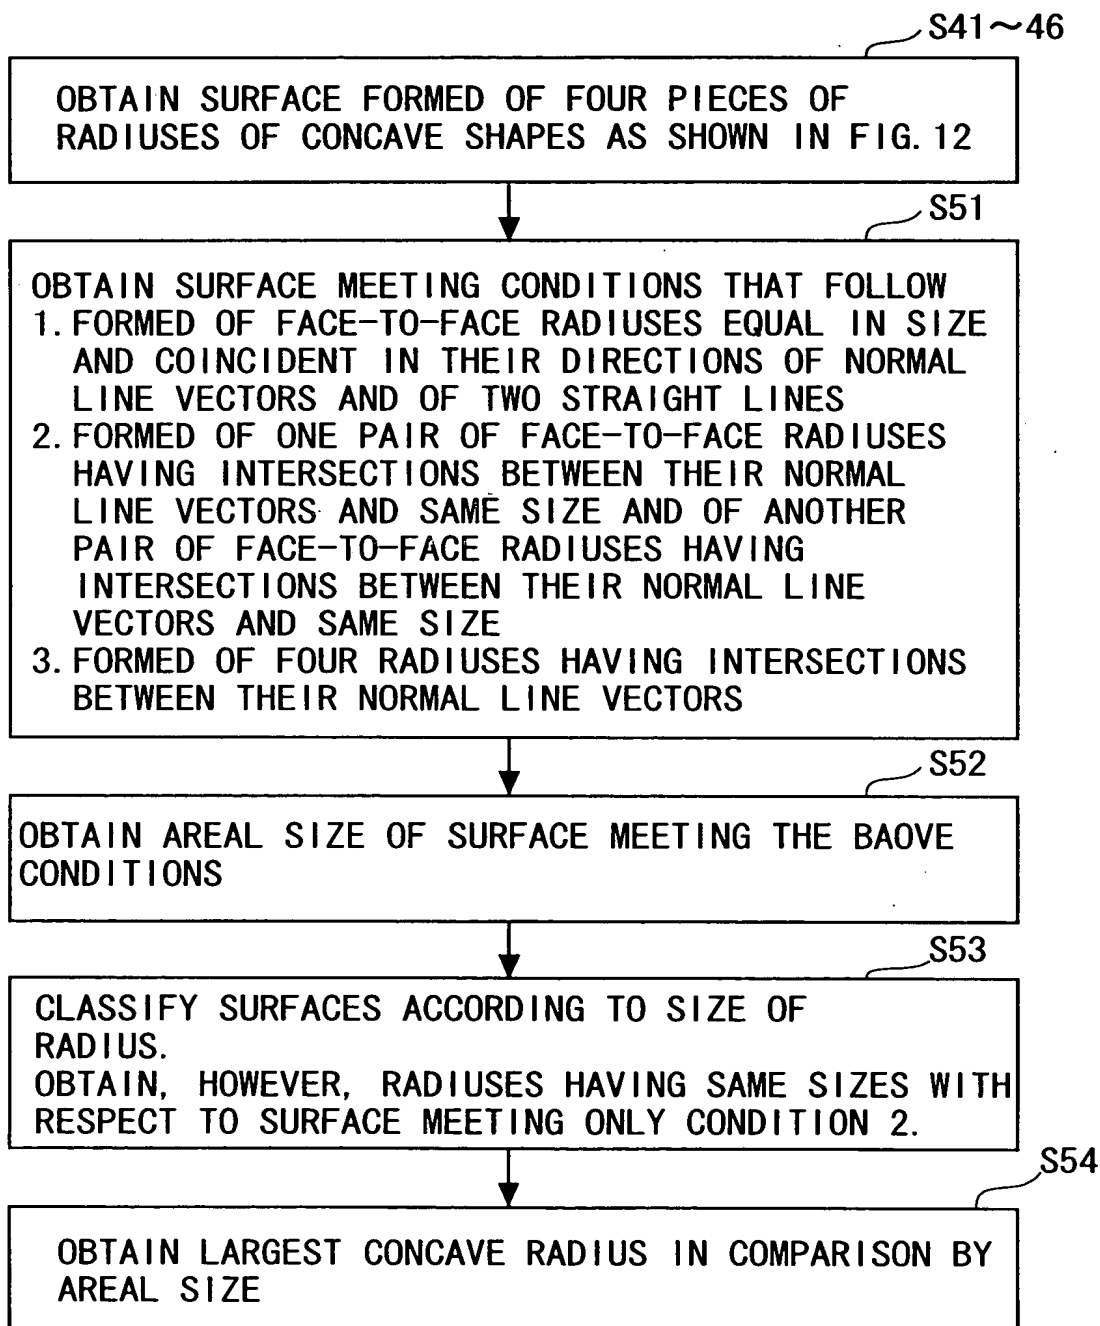 S41～46
OBTAIN SURFACE FORMED OF FOUR PIECES OF
RADIUSES OF CONCAVE SHAPES AS SHOWN IN FIG. 12
S51
OBTAIN SURFACE MEETING CONDITIONS THAT FOLLOW
1. FORMED OF FACE-TO-FACE RADIUSES EQUAL IN SIZE
AND COINCIDENT IN THEIR DIRECTIONS OF NORMAL
LINE VECTORS AND OF TWO STRAIGHT LINES
2. FORMED OF ONE PAIR OF FACE-TO-FACE RADIUSES
HAVING INTERSECTIONS BETWEEN THEIR NORMAL
LINE VECTORS AND SAME SIZE AND OF ANOTHER
PAIR OF FACE-TO-FACE RADIUSES HAVING
INTERSECTIONS BETWEEN THEIR NORMAL LINE
VECTORS AND SAME SIZE
3. FORMED OF FOUR RADIUSES HAVING INTERSECTIONS
BETWEEN THEIR NORMAL LINE VECTORS
S52
OBTAIN AREAL SIZE OF SURFACE MEETING THE BAOVE
CONDITIONS
S53
CLASSIFY SURFACES ACCORDING TO SIZE OF
RADIUS.
OBTAIN, HOWEVER, RADIUSES HAVING SAME SIZES WITH
RESPECT TO SURFACE MEETING ONLY CONDITION 2.
S54
OBTAIN LARGEST CONCAVE RADIUS IN COMPARISON BY
AREAL SIZE